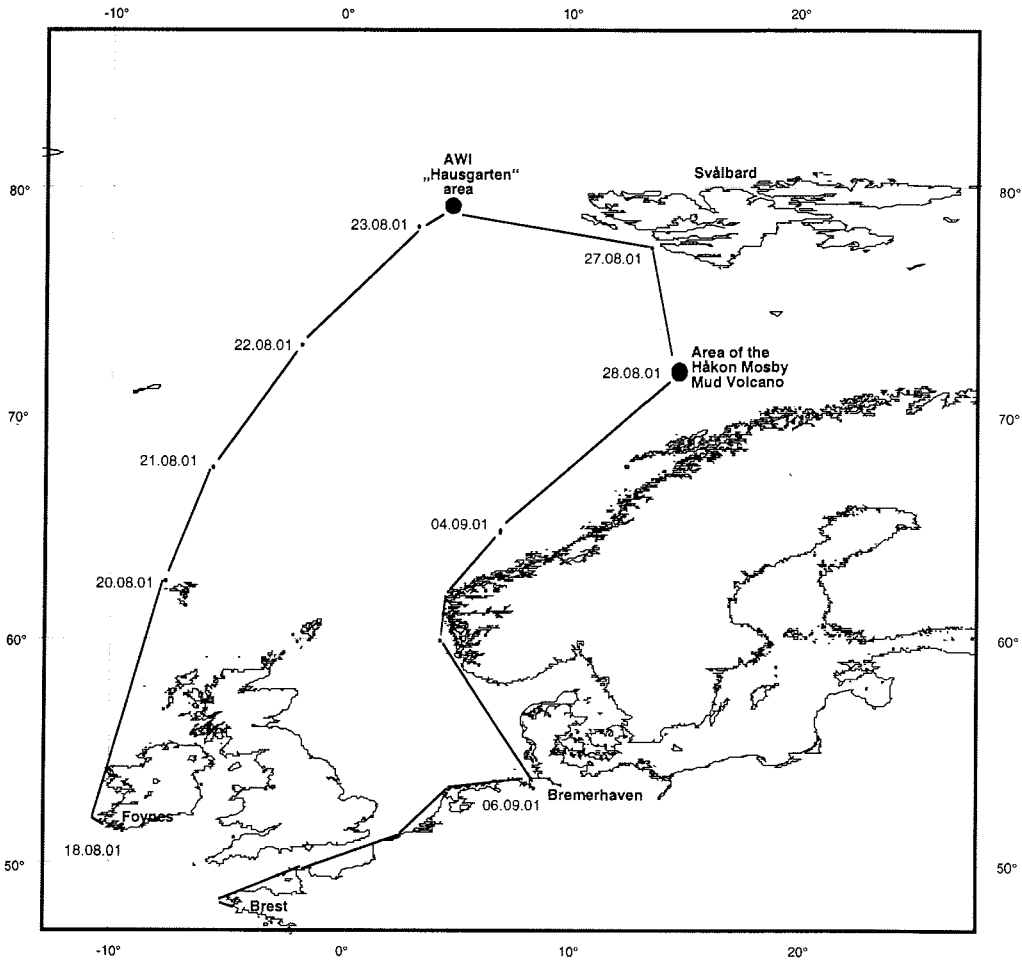 -10° 0° 10° 20°
AWI
„Hausgarten“
area
Svålbard
80° 80°
23.08.01
27.08.01
22.08.01
28.08.01
Area of the
Håkon Mosby
Mud Volcano
70° 70°
21.08.01
04.09.01
20.08.01
60° 60°
Bremerhaven
06.09.01
Foynes
18.08.01
50° 50°
Brest
-10° 0° 10° 20°